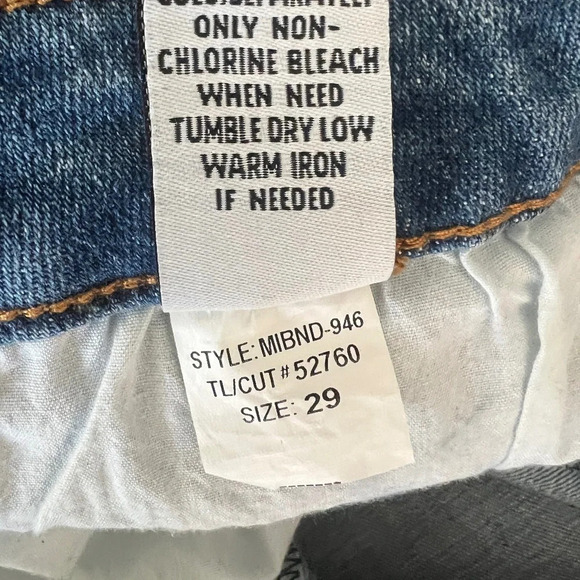 ONLY NON-
CHLORINE BLEACH
WHEN NEED
TUMBLE DRY LOW
WARM IRON
IF NEEDED
STYLE: MIBND-946
TL/CUT # 52760
SIZE: 29